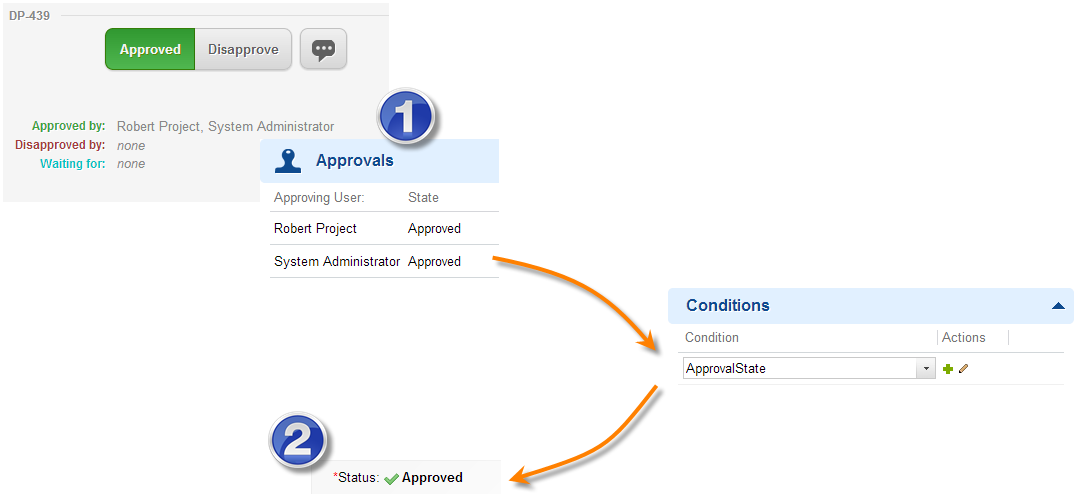 DP-439
Approved Disapprove
Approved by: Robert Project, System Administrator
Disapproved by: none
Waiting for: none
1
Approvals
Approving User: State
Robert Project Approved
System Administrator Approved
Conditions
Condition Actions
ApprovalState
2
*Status: Approved